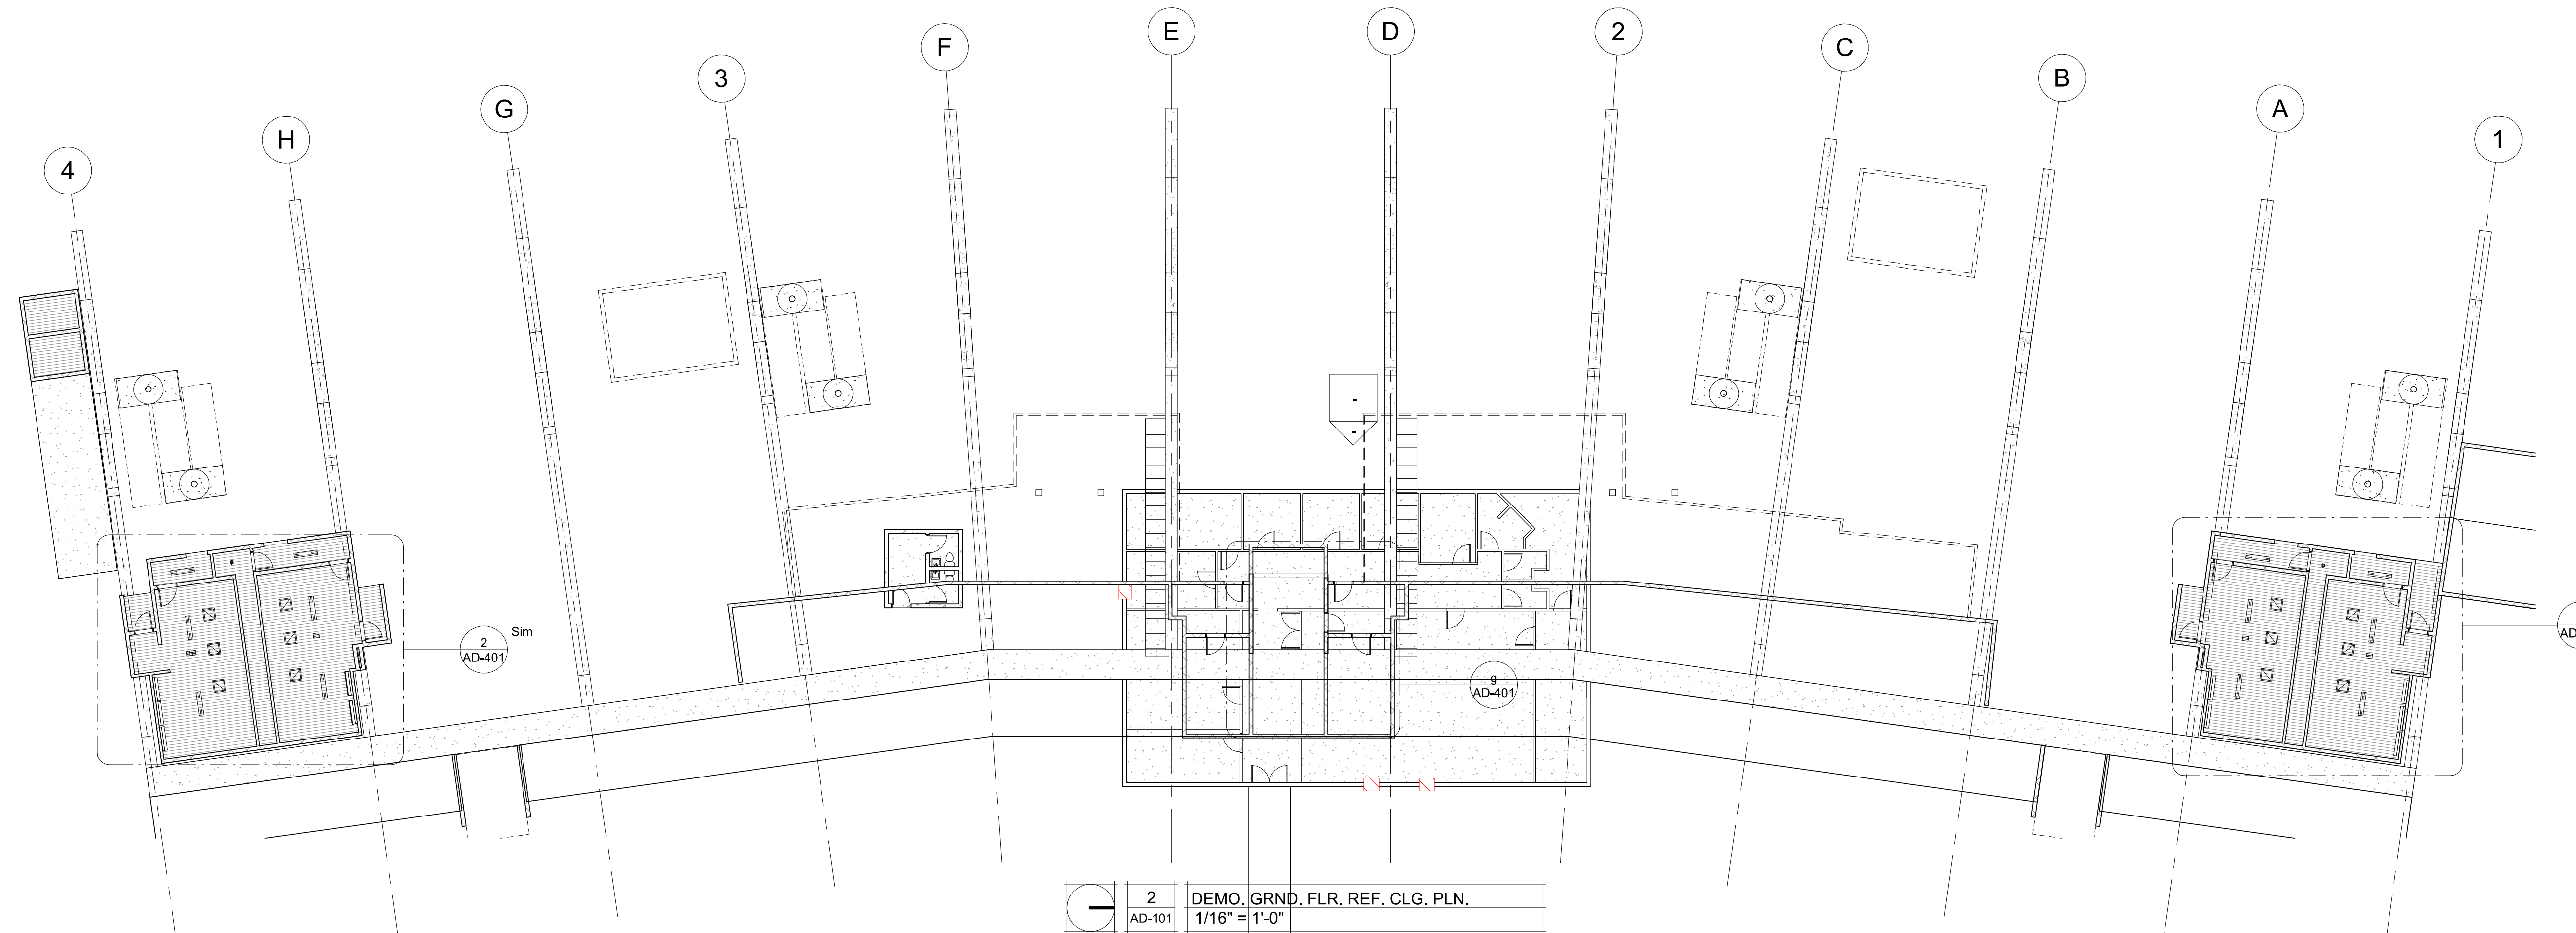 E
D
2
F
C
3
B
G
A
H
1
4
-
-
Sim
2
AD-401
g
AD-401
AD
2
DEMO. GRND. FLR. REF. CLG. PLN.
AD-101
1/16" = 1'-0"